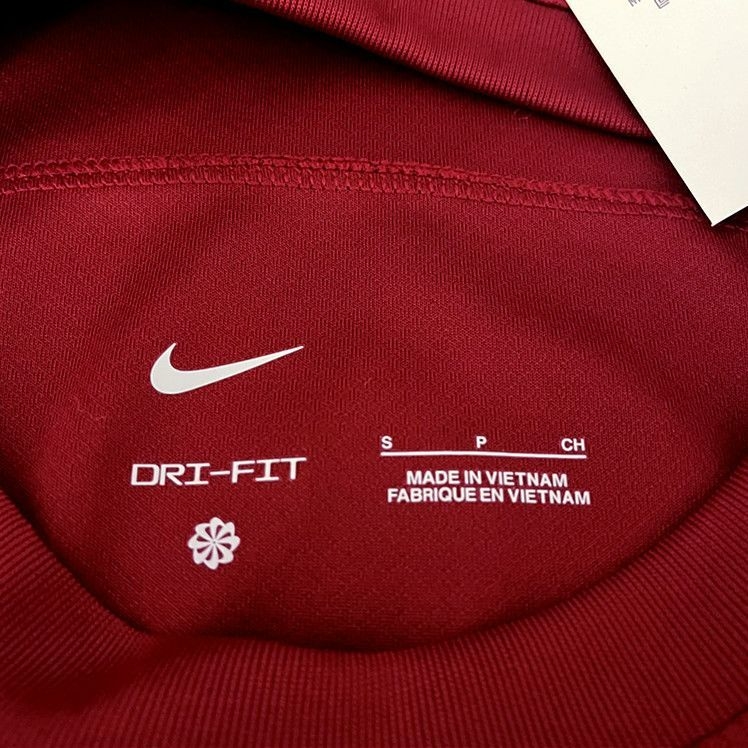 DRI-FIT
S P CH
MADE IN VIETNAM
FABRIQUE EN VIETNAM